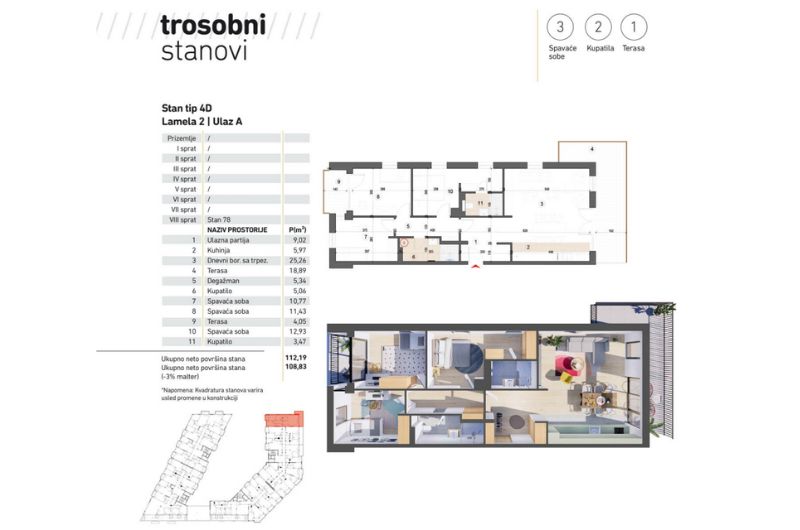 trosobni
stanovi
3 2 1
Spavaće sobe Kupatila Terasa
Stan tip 4D
Lamela 2 | Ulaz A
Prizemlje /
I sprat /
II sprat /
III sprat /
IV sprat /
V sprat /
VI sprat /
VII sprat /
VIII sprat Stan 78
NAZIV PROSTORIJE P(m²)
1 Ulazna partija 9,02
2 Kuhinja 5,97
3 Dnevni bor. sa trpez. 25,26
4 Terasa 18,89
5 Degažman 5,34
6 Kupatilo 5,06
7 Spavaća soba 10,77
8 Spavaća soba 11,43
9 Terasa 4,05
10 Spavaća soba 12,93
11 Kupatilo 3,47
Ukupno neto površina stana 112,19
Ukupno neto površina stana 108,83
(-3% malter)
*Napomena: Kvadratura stanova varira
usled promene u konstrukciji
4
9
8
10
11
3
5
7
6
1
2